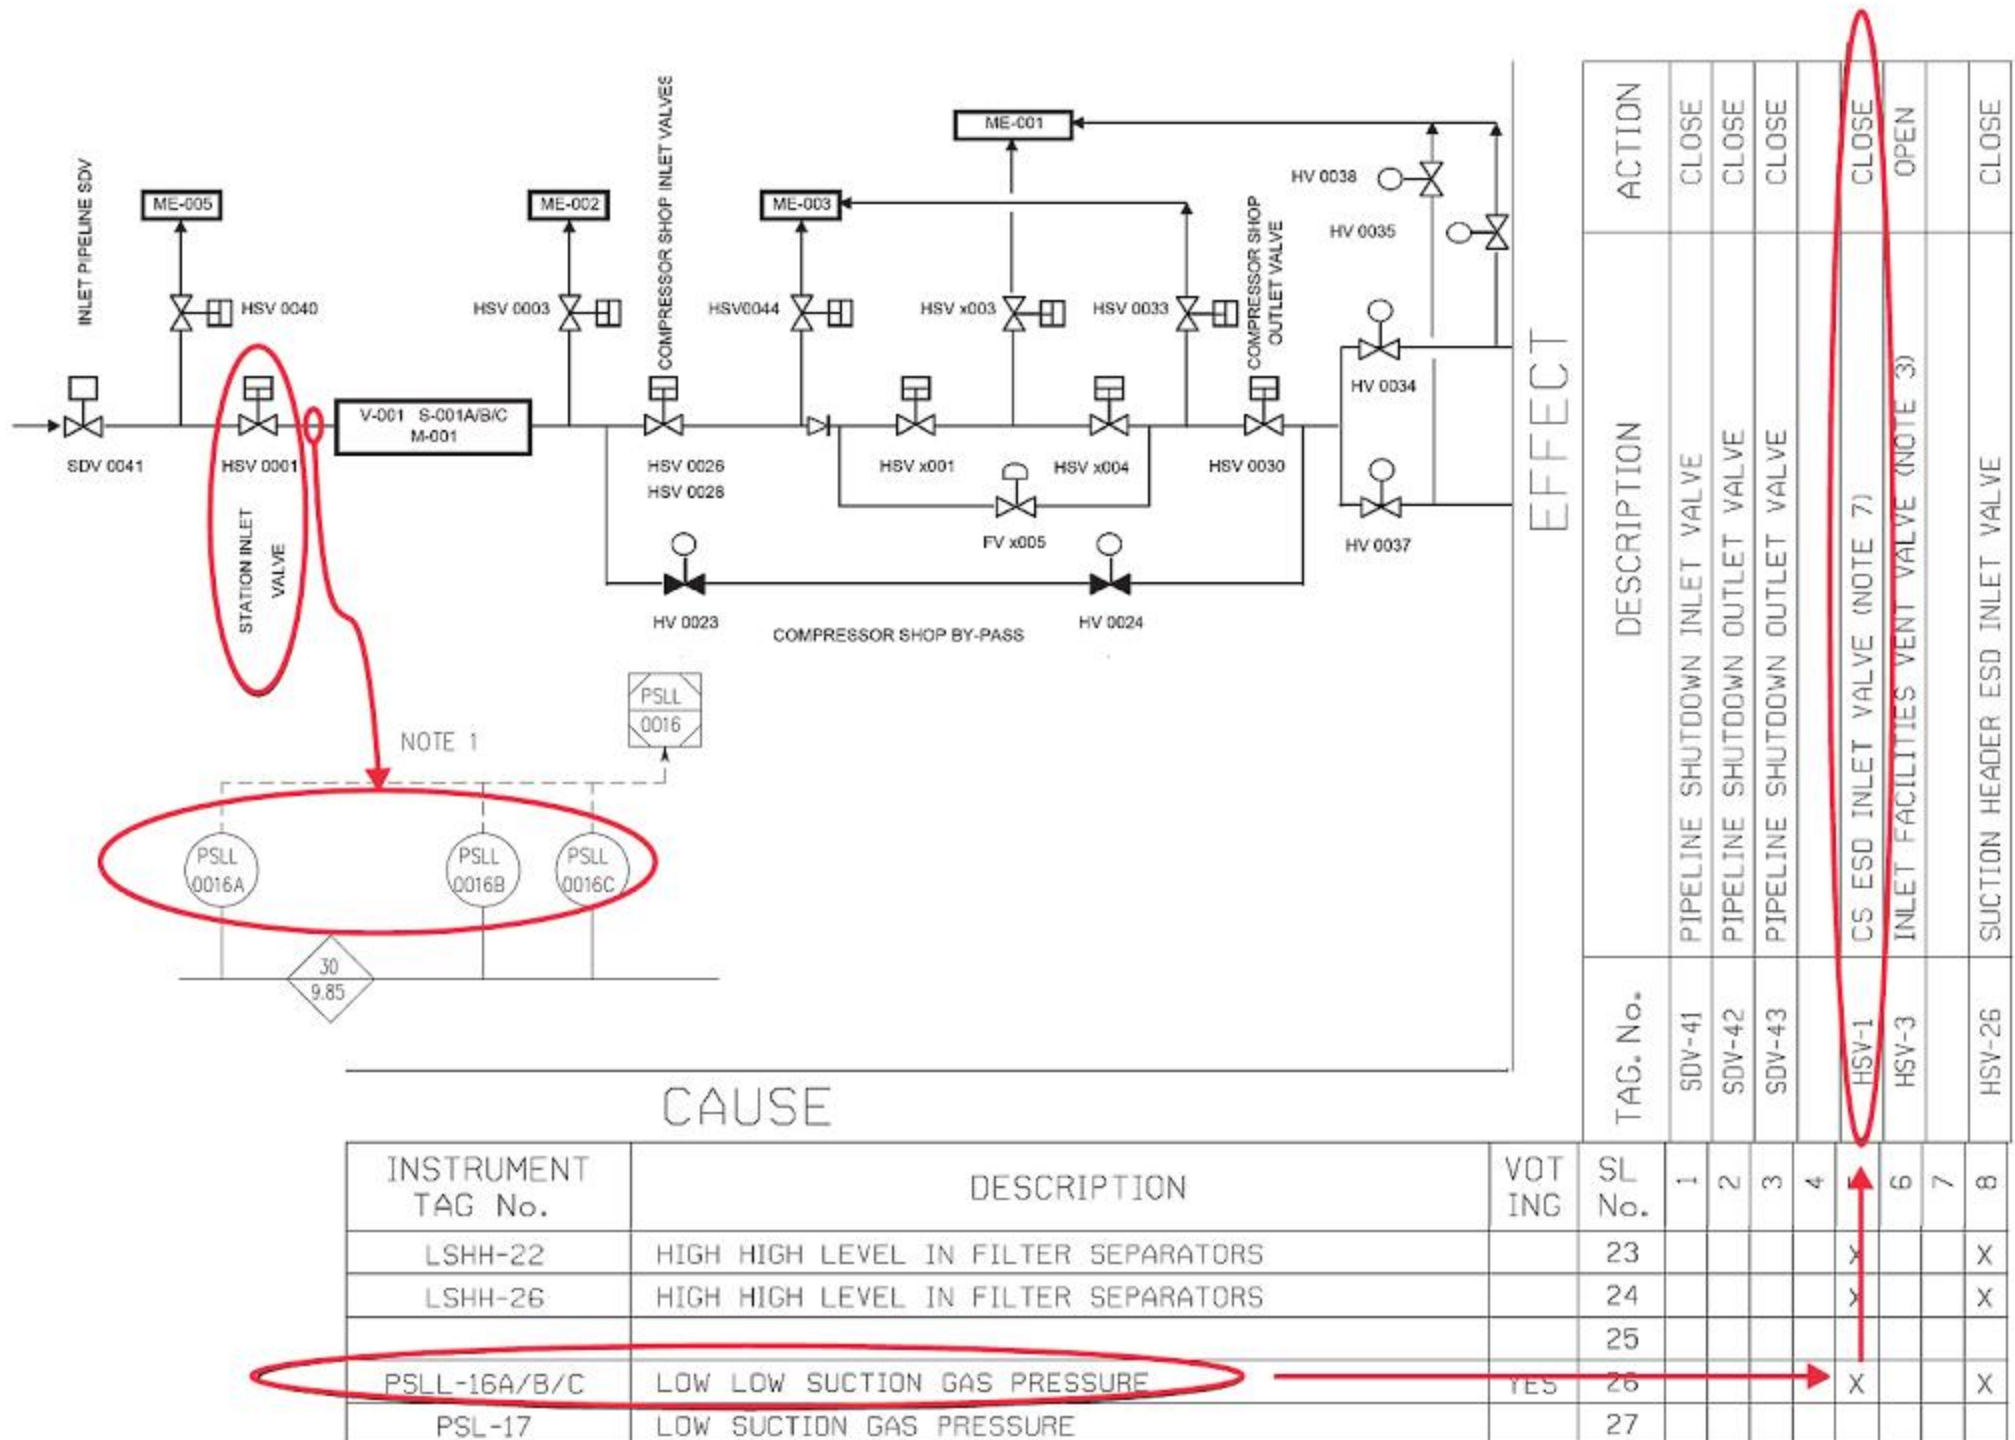 ME-001
ME-005
ME-002
ME-003
INLET PIPELINE SDV
COMPRESSOR SHOP INLET VALVES
COMPRESSOR SHOP
OUTLET VALVE
HV 0038
HV 0035
HSV 0040
HSV 0003
HSV0044
HSV x003
HSV 0033
HV 0034
V-001 S-001A/B/C
M-001
SDV 0041
HSV 0001
STATION INLET
VALVE
HSV 0026
HSV 0028
HSV x001
HSV x004
HSV 0030
FV x005
HV 0037
HV 0023
COMPRESSOR SHOP BY-PASS
HV 0024
PSLL
0016
NOTE 1
PSLL
0016A
PSLL
0016B
PSLL
0016C
30
9.85
EFFECT
ACTION
DESCRIPTION
TAG. No.
CLOSE
PIPELINE SHUTDOWN INLET VALVE
SDV-41
CLOSE
PIPELINE SHUTDOWN OUTLET VALVE
SDV-42
CLOSE
PIPELINE SHUTDOWN OUTLET VALVE
SDV-43
CLOSE
CS ESD INLET VALVE (NOTE 7)
HSV-1
OPEN
INLET FACILITIES VENT VALVE (NOTE 3)
HSV-3
CLOSE
SUCTION HEADER ESD INLET VALVE
HSV-26
CAUSE
INSTRUMENT
TAG No.
DESCRIPTION
VOT
ING
SL
No.
1 2 3 4 6 7 8
LSHH-22 HIGH HIGH LEVEL IN FILTER SEPARATORS 23 X X
LSHH-26 HIGH HIGH LEVEL IN FILTER SEPARATORS 24 X X
25
PSLL-16A/B/C LOW LOW SUCTION GAS PRESSURE YES 26 X X
PSL-17 LOW SUCTION GAS PRESSURE 27